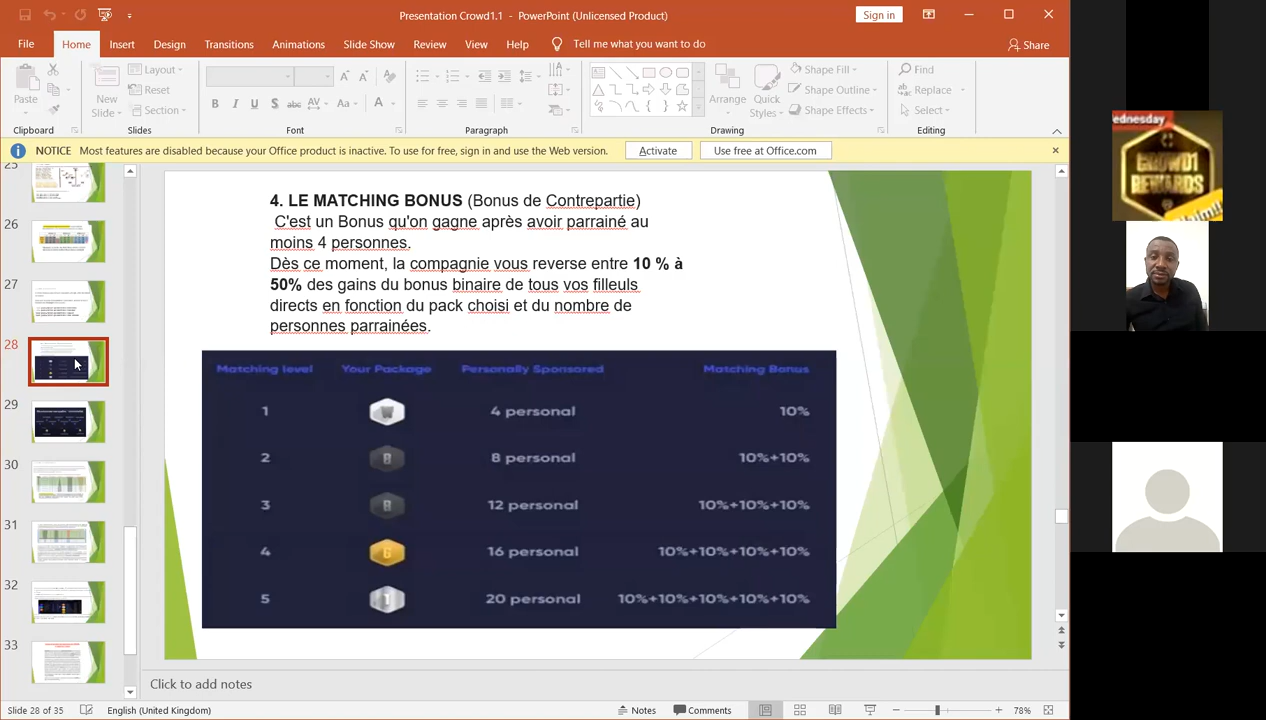 Presentation Crowd1.1 - PowerPoint (Unlicensed Product)
Sign in
File Home Insert Design Transitions Animations Slide Show Review View Help Tell me what you want to do
Share
Paste
New
Slide
Layout
Reset
Section
B I U S abc AV Aa A
Arrange
Quick
Styles
Shape Fill
Shape Outline
Shape Effects
Find
Replace
Select
Clipboard Slides Font Paragraph Drawing Editing
NOTICE Most features are disabled because your Office product is inactive. To use for free, sign in and use the Web version. Activate Use free at Office.com
25
26
27
28
29
30
31
32
33
4. LE MATCHING BONUS (Bonus de Contrepartie)
C'est un Bonus qu'on gagne après avoir parrainé au
moins 4 personnes.
Dès ce moment, la compagnie vous reverse entre 10 % à
50% des gains du bonus binaire de tous vos filleuls
directs en fonction du pack choisi et du nombre de
personnes parrainées.
Matching level Your Package Personally Sponsored Matching Bonus
1 W 4 personal 10%
2 B 8 personal 10%+10%
3 B 12 personal 10%+10%+10%
4 G 16 personal 10%+10%+10%+10%
5 20 personal 10%+10%+10%+10%+10%
ednesday
CROWD1
REWARDS
Click to add notes
Slide 28 of 35 English (United Kingdom) Notes Comments 78%